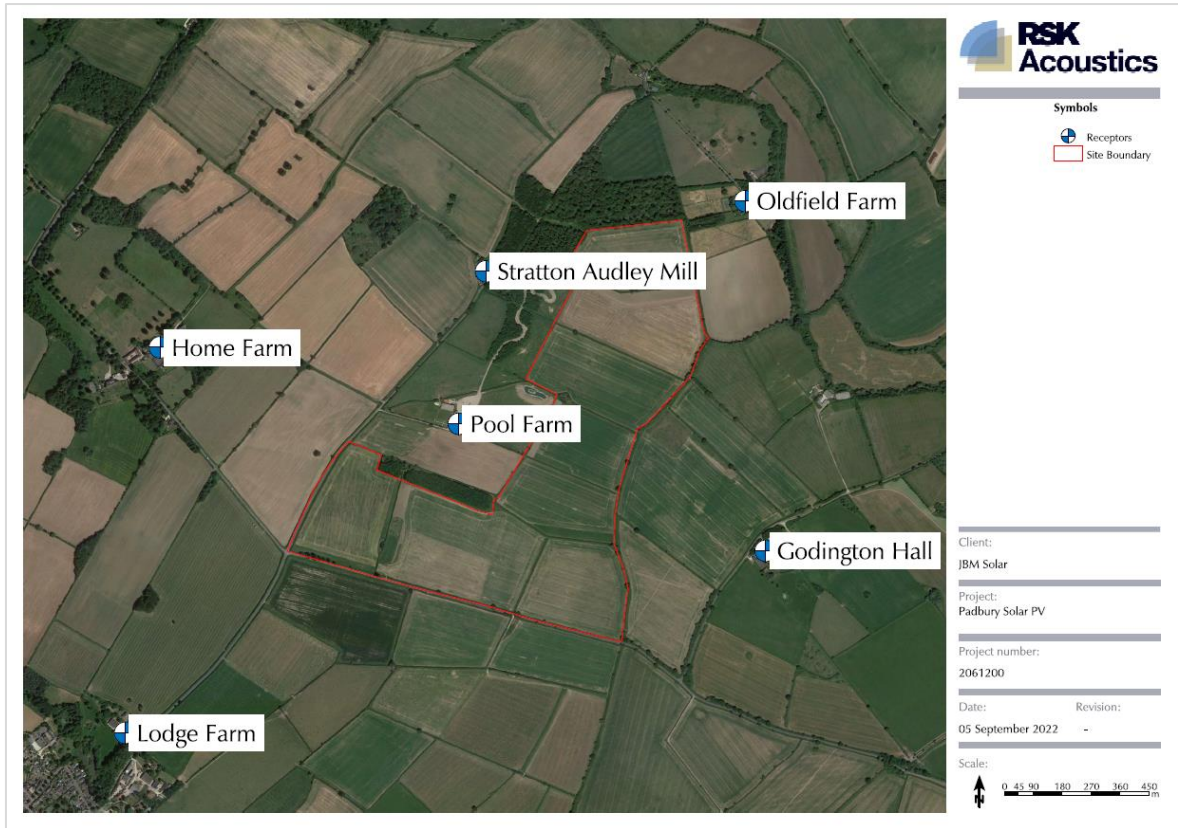 RSK
Acoustics
Symbols
Receptors
Site Boundary
Oldfield Farm
Stratton Audley Mill
Home Farm
Pool Farm
Godington Hall
Lodge Farm
Client:
JBM Solar
Project:
Padbury Solar PV
Project number:
2061200
Date: Revision:
05 September 2022 -
Scale:
N
0 45 90 180 270 360 450
m